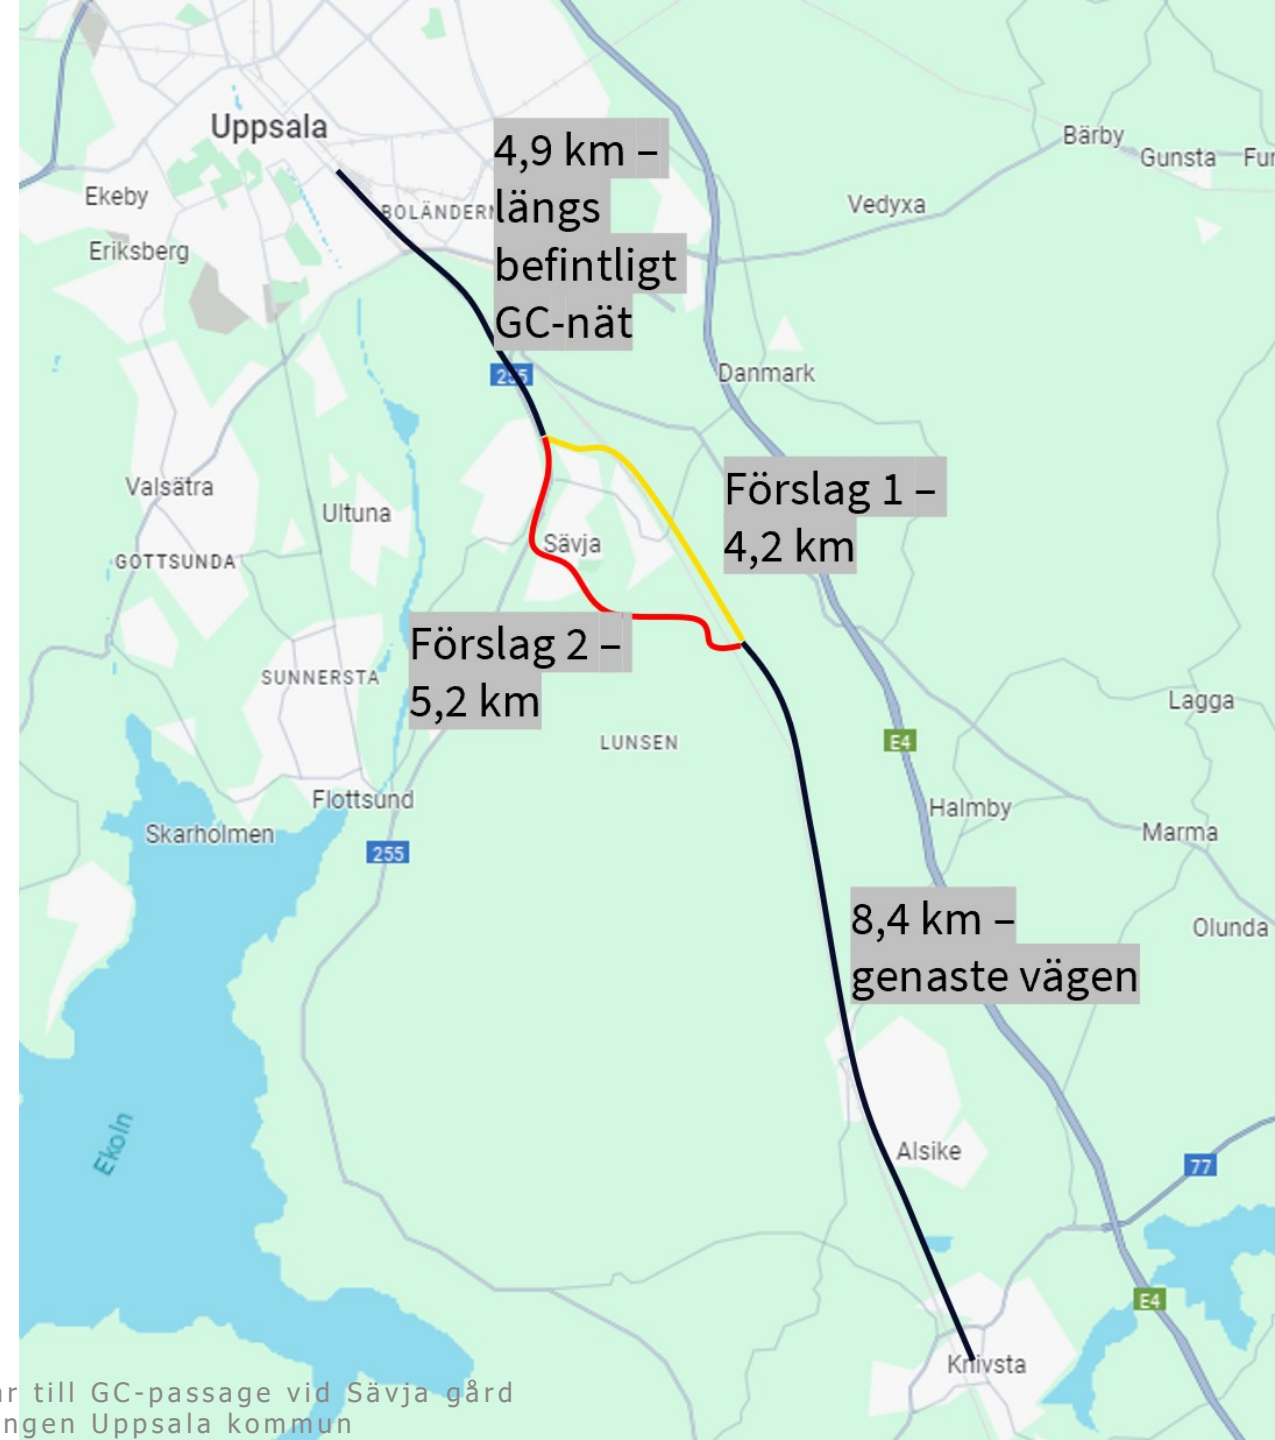 Uppsala
4,9 km –
längs
befintligt
GC-nät
Bärby
Gunsta
Ekeby
Vedyxa
Eriksberg
255
Danmark
Förslag 1 –
4,2 km
Valsätra
Ultuna
GOTTSUNDA
Sävja
Förslag 2 –
5,2 km
SUNNERSTA
Lagga
LUNSEN
E4
Flottsund
Halmby
Skarholmen
Marma
255
8,4 km –
genaste vägen
Olunda
Ekoln
Alsike
77
E4
Knivsta
till GC-passage vid Sävja gård
Uppsala kommun